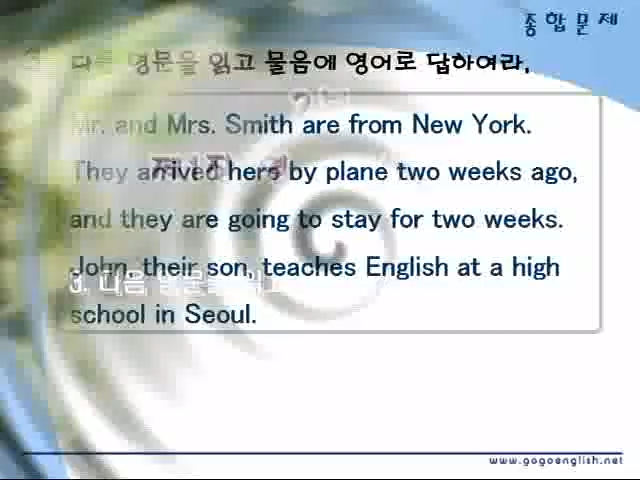 종합문제
다음 영문을 읽고 물음에 영어로 답하여라.
Mr. and Mrs. Smith are from New York.
They arrived here by plane two weeks ago,
and they are going to stay for two weeks.
John, their son, teaches English at a high
3. 다음
school in Seoul.
www.gogoenglish.net